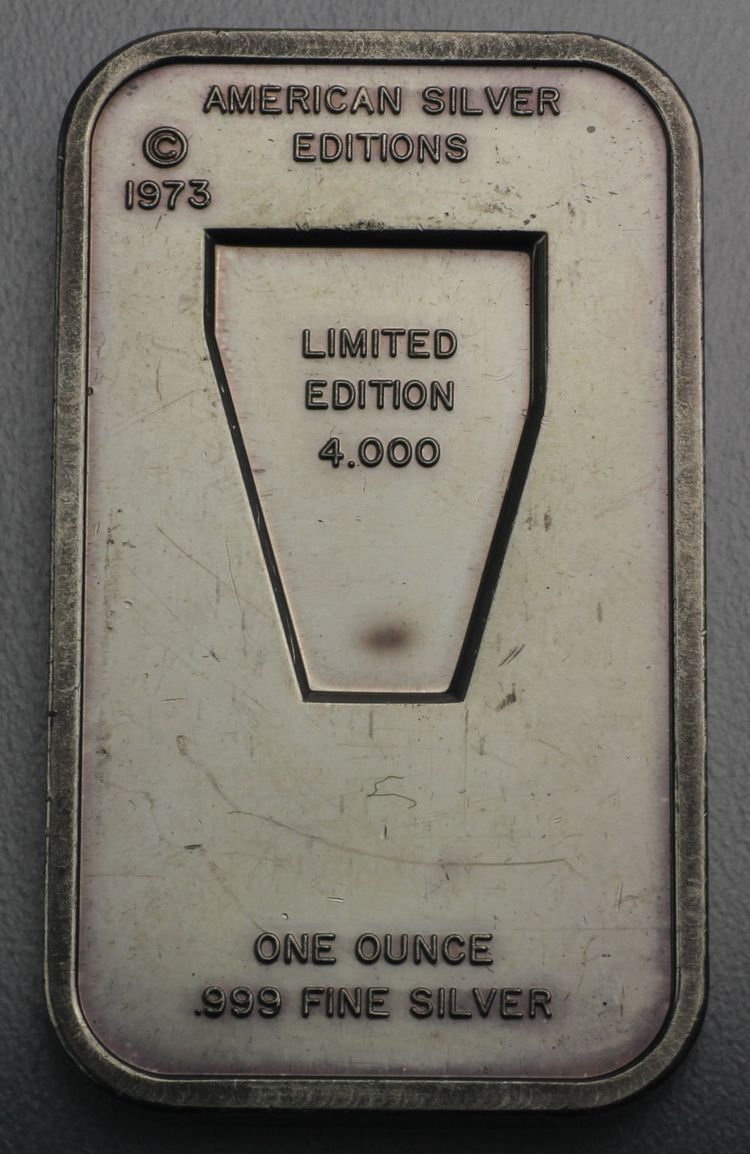 AMERICAN SILVER
EDITIONS
©
1973
LIMITED
EDITION
4.000
ONE OUNCE
.999 FINE SILVER